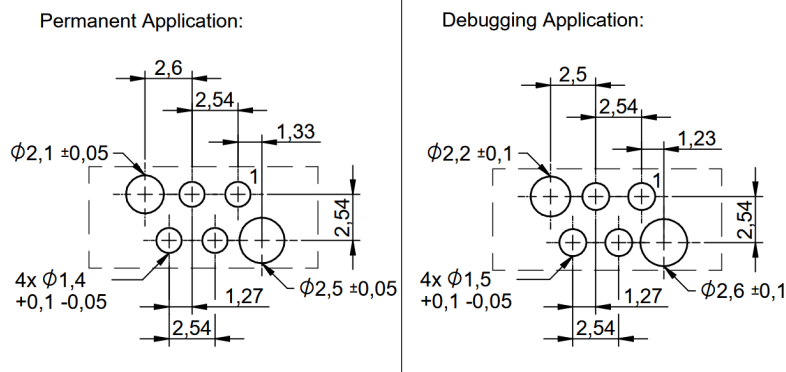 Permanent Application:
2,6
2,54
1,33
Φ2,1 ±0,05
1
2,54
4x Φ1,4
+0,1 -0,05
1,27
Φ2,5 ±0,05
2,54
Debugging Application:
2,5
2,54
1,23
Φ2,2 ±0,1
1
2,54
4x Φ1,5
+0,1 -0,05
1,27
Φ2,6 ±0,1
2,54